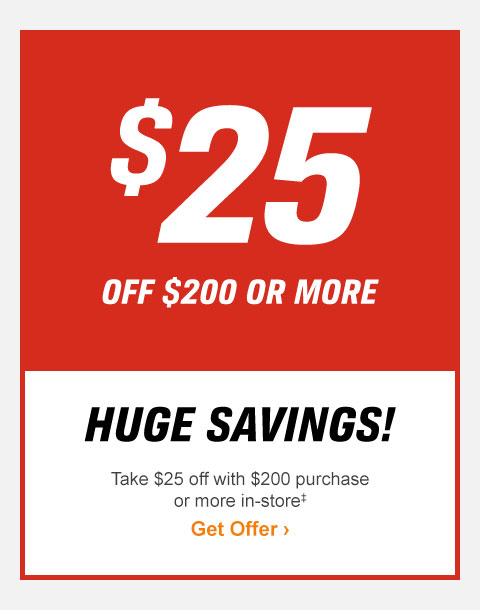 $25
OFF $200 OR MORE
HUGE SAVINGS!
Take $25 off with $200 purchase
or more in-store‡
Get Offer ›